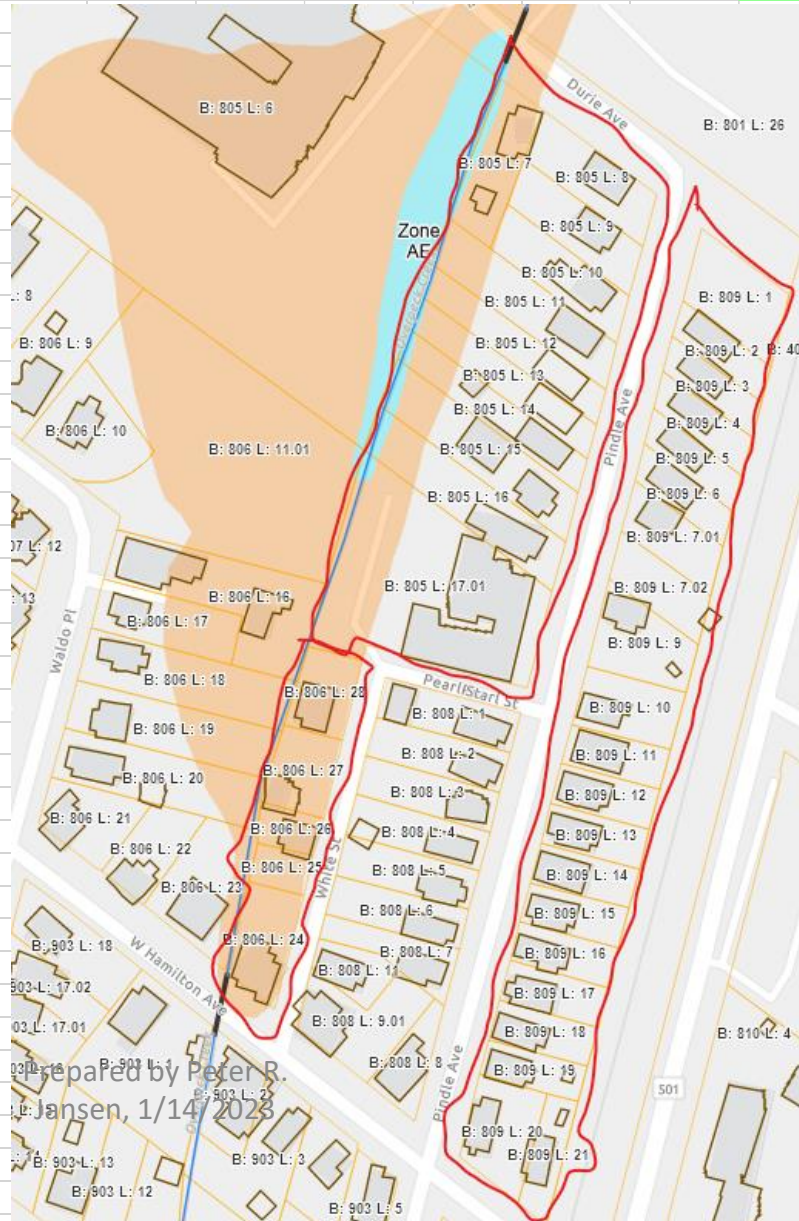 Durie Ave
B: 805 L: 6
B: 801 L: 26
B: 805 L: 7
B: 805 L: 8
Zone
AE
B: 805 L: 9
B: 805 L: 10
B: 805 L: 11
B: 809 L: 1
L: 8
B: 806 L: 9
B: 805 L: 12
B: 809 L: 2
B: 40
B: 805 L: 13
B: 809 L: 3
B: 805 L: 14
B: 809 L: 4
B: 806 L: 10
B: 806 L: 11.01
B: 805 L: 15
Pindle Ave
B: 809 L: 5
B: 805 L: 16
B: 809 L: 6
B: 809 L: 7.01
07 L: 12
B: 805 L: 17.01
B: 809 L: 7.02
: 13
B: 806 L: 16
B: 806 L: 17
Waldo Pl
B: 809 L: 9
B: 806 L: 18
B: 806 L: 28
Pearl St
B: 808 L: 1
B: 809 L: 10
B: 806 L: 19
B: 808 L: 2
B: 809 L: 11
B: 806 L: 20
B: 806 L: 27
B: 808 L: 3
B: 809 L: 12
B: 806 L: 21
B: 806 L: 26
B: 808 L: 4
B: 809 L: 13
B: 806 L: 22
B: 806 L: 25
White St
B: 808 L: 5
B: 809 L: 14
B: 806 L: 23
B: 808 L: 6
B: 809 L: 15
B: 903 L: 18
B: 806 L: 24
B: 808 L: 7
B: 809 L: 16
W Hamilton Ave
B: 808 L: 11
903 L: 17.02
B: 809 L: 17
03 L: 17.01
B: 808 L: 9.01
B: 809 L: 18
B: 810 L: 4
B: 903 L: 1
B: 808 L: 8
B: 809 L: 19
Prepared by Peter R.
Jansen, 1/14/2023
B: 903 L: 2
Pindle Ave
501
B: 809 L: 20
B: 903 L: 13
B: 903 L: 3
B: 809 L: 21
B: 903 L: 12
B: 903 L: 5